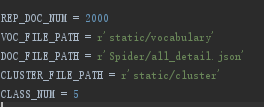 REP_DOC_NUM = 2000
VOC_FILE_PATH = r'static/vocabulary'
DOC_FILE_PATH = r'Spider/all_detail.json'
CLUSTER_FILE_PATH = r'static/cluster'
CLASS_NUM = 5